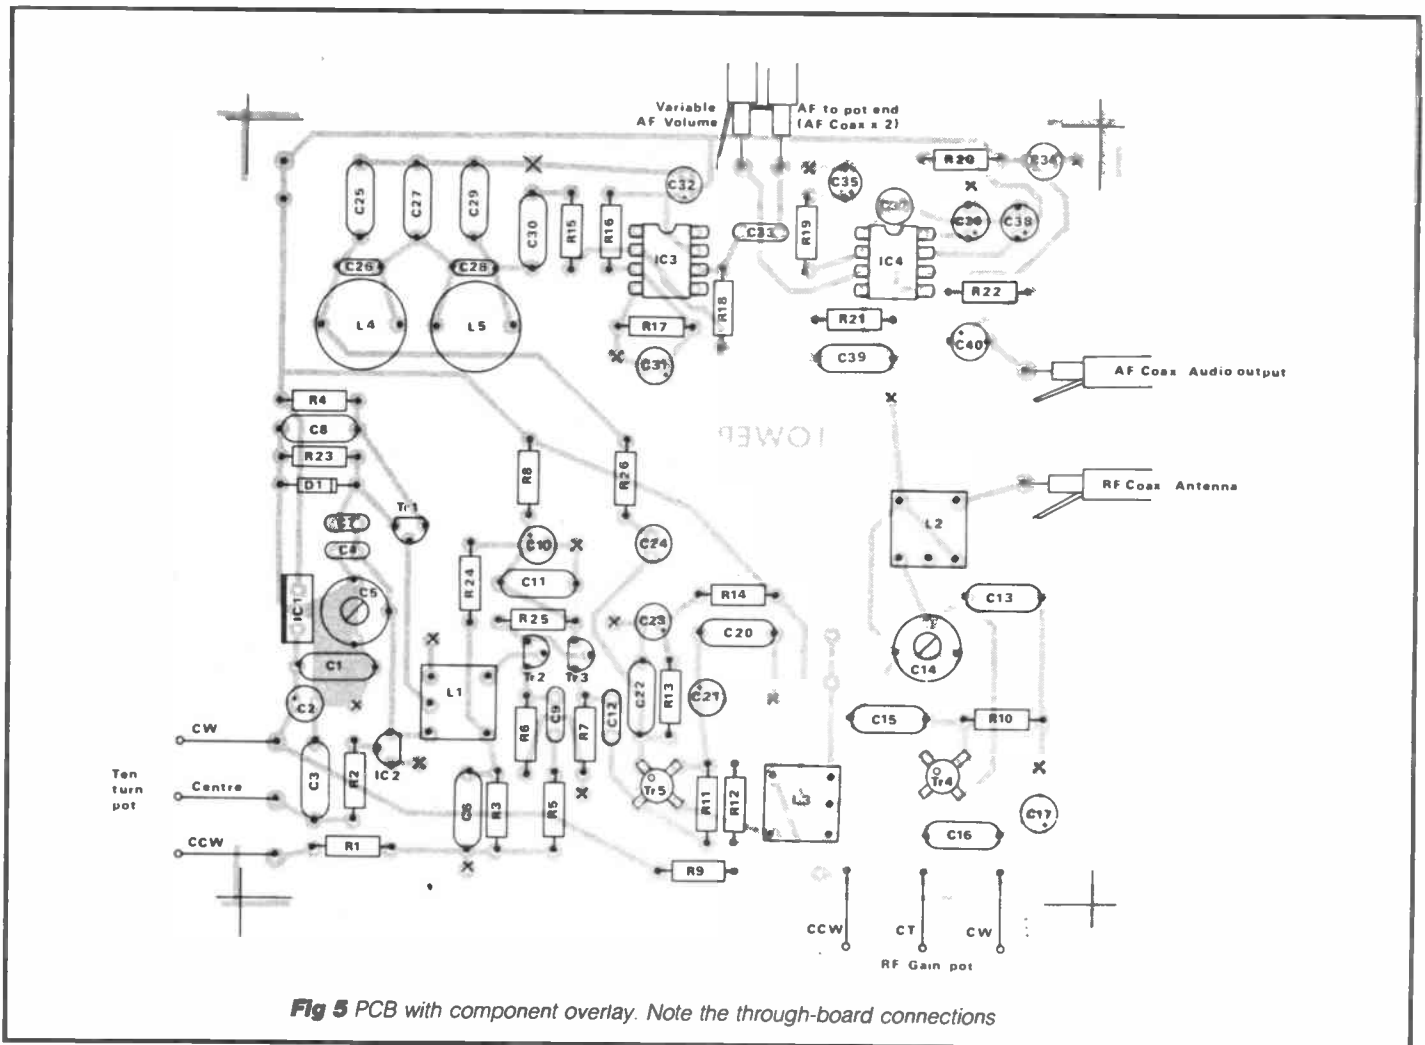 Variable
AF Volume
AF to pot end
(AF Coax x 2)
C25
C27
C29
C30
R15
R16
C32
IC3
C33
R19
C35
IC4
R20
C38
C26
C28
L4
L5
R17
C31
R18
R21
C39
R22
C40
AF Coax Audio output
R4
C8
R23
D1
Tr1
R8
R26
TOWER
L2
RF Coax Antenna
C5
IC1
C1
C2
R24
C10
C11
R25
C24
R14
C20
C23
C13
C14
L1
Tr2
Tr3
C22
R13
C21
C15
R10
CW
Ten
turn
pot
Centre
CCW
C3
R2
IC2
R6
C9
R7
C12
Tr5
R11
R12
L3
Tr4
C17
C16
R3
R5
R1
R9
CCW
CT
CW
RF Gain pot
Fig 5 PCB with component overlay. Note the through-board connections